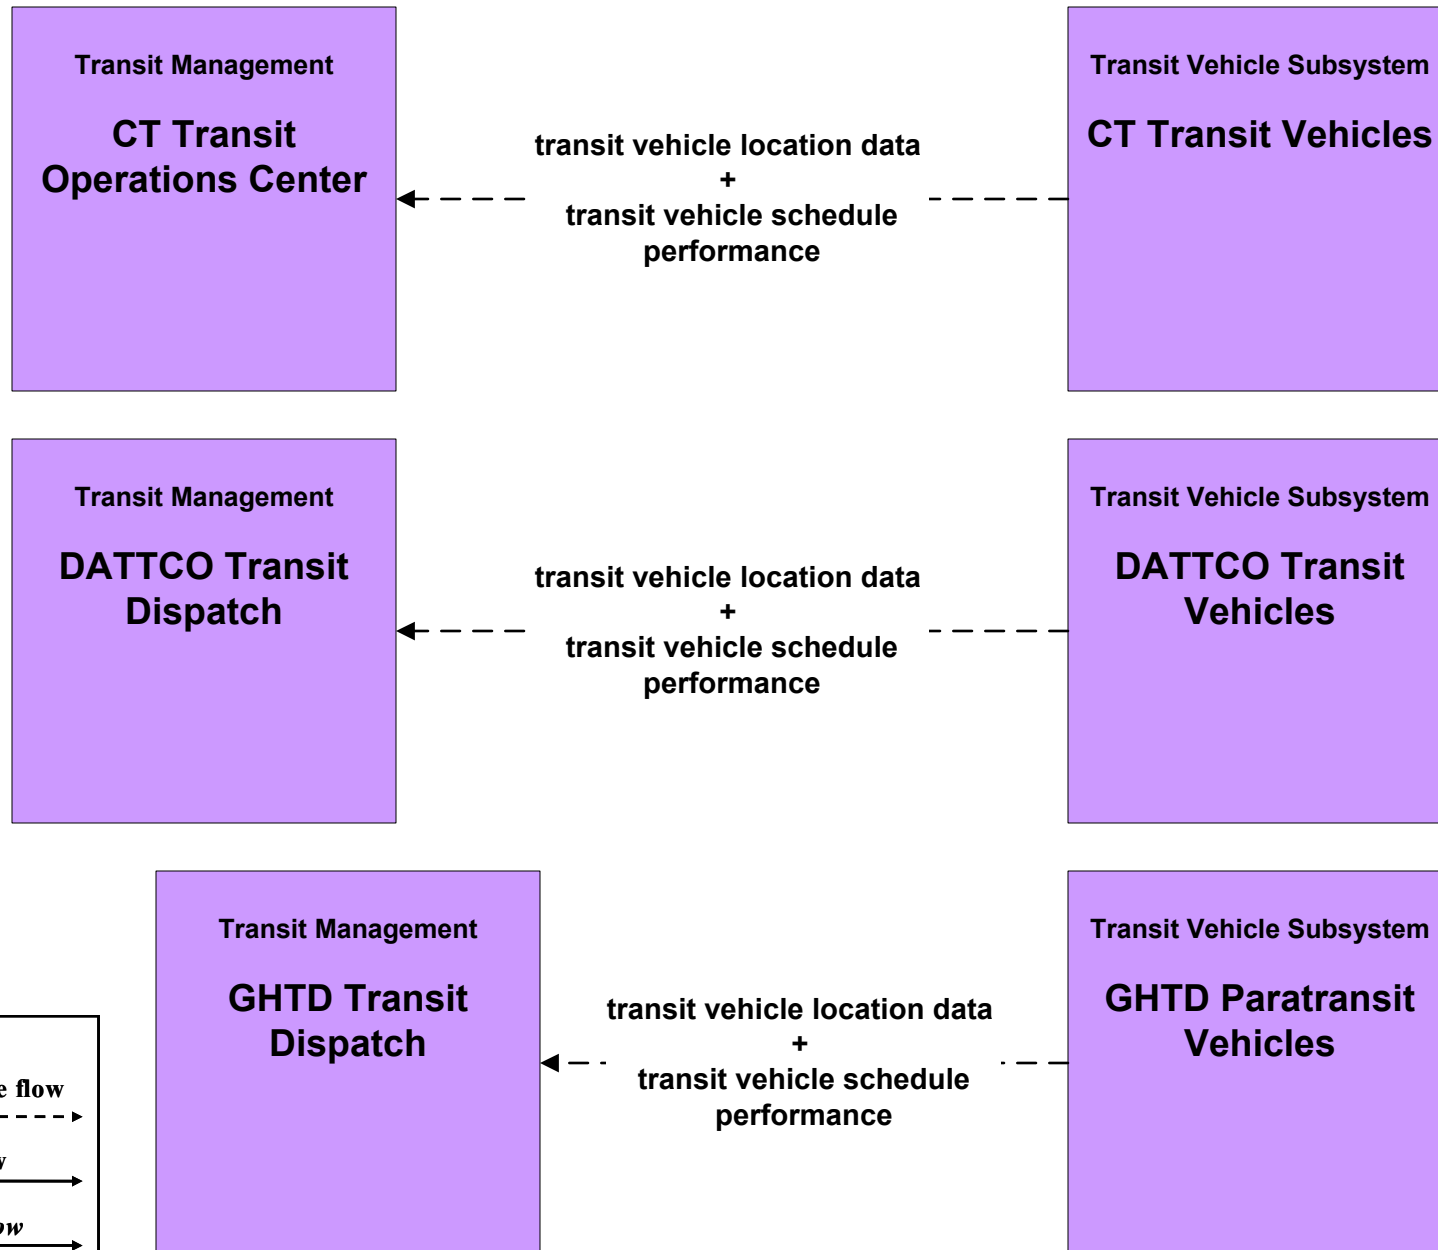 Transit Management
CT Transit
Operations Center
transit vehicle location data
+
transit vehicle schedule
performance
Transit Vehicle Subsystem
CT Transit Vehicles
Transit Management
DATTCO Transit
Dispatch
transit vehicle location data
+
transit vehicle schedule
performance
Transit Vehicle Subsystem
DATTCO Transit
Vehicles
Transit Management
GHTD Transit
Dispatch
transit vehicle location data
+
transit vehicle schedule
performance
Transit Vehicle Subsystem
GHTD Paratransit
Vehicles
flow